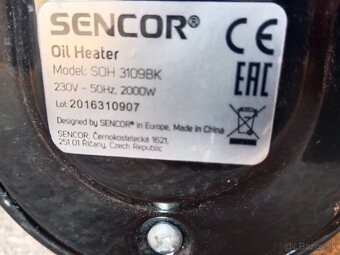 SENCOR®
Oil Heater
Model: SOH 3109BK
230V ~ 50Hz, 2000W
Lot: 2016310907
Designed by SENCOR® in Europe, Made in China
SENCOR, Černokostelecká 1621,
251 01 Říčany, Czech Republic
CE
EAC